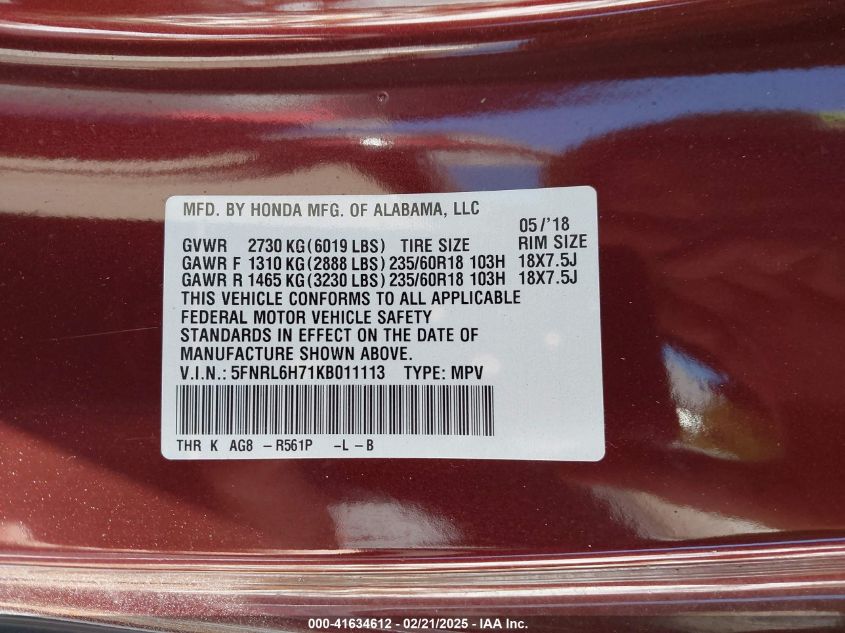 MFD. BY HONDA MFG. OF ALABAMA, LLC
05/'18
GVWR 2730 KG(6019 LBS) TIRE SIZE RIM SIZE
GAWR F 1310 KG(2888 LBS) 235/60R18 103H 18X7.5J
GAWR R 1465 KG(3230 LBS) 235/60R18 103H 18X7.5J
THIS VEHICLE CONFORMS TO ALL APPLICABLE
FEDERAL MOTOR VEHICLE SAFETY
STANDARDS IN EFFECT ON THE DATE OF
MANUFACTURE SHOWN ABOVE.
V.I.N.: 5FNRL6H71KB011113 TYPE: MPV
THR K AG8 -R561P -L -B
000-41634612 - 02/21/2025 - IAA Inc.